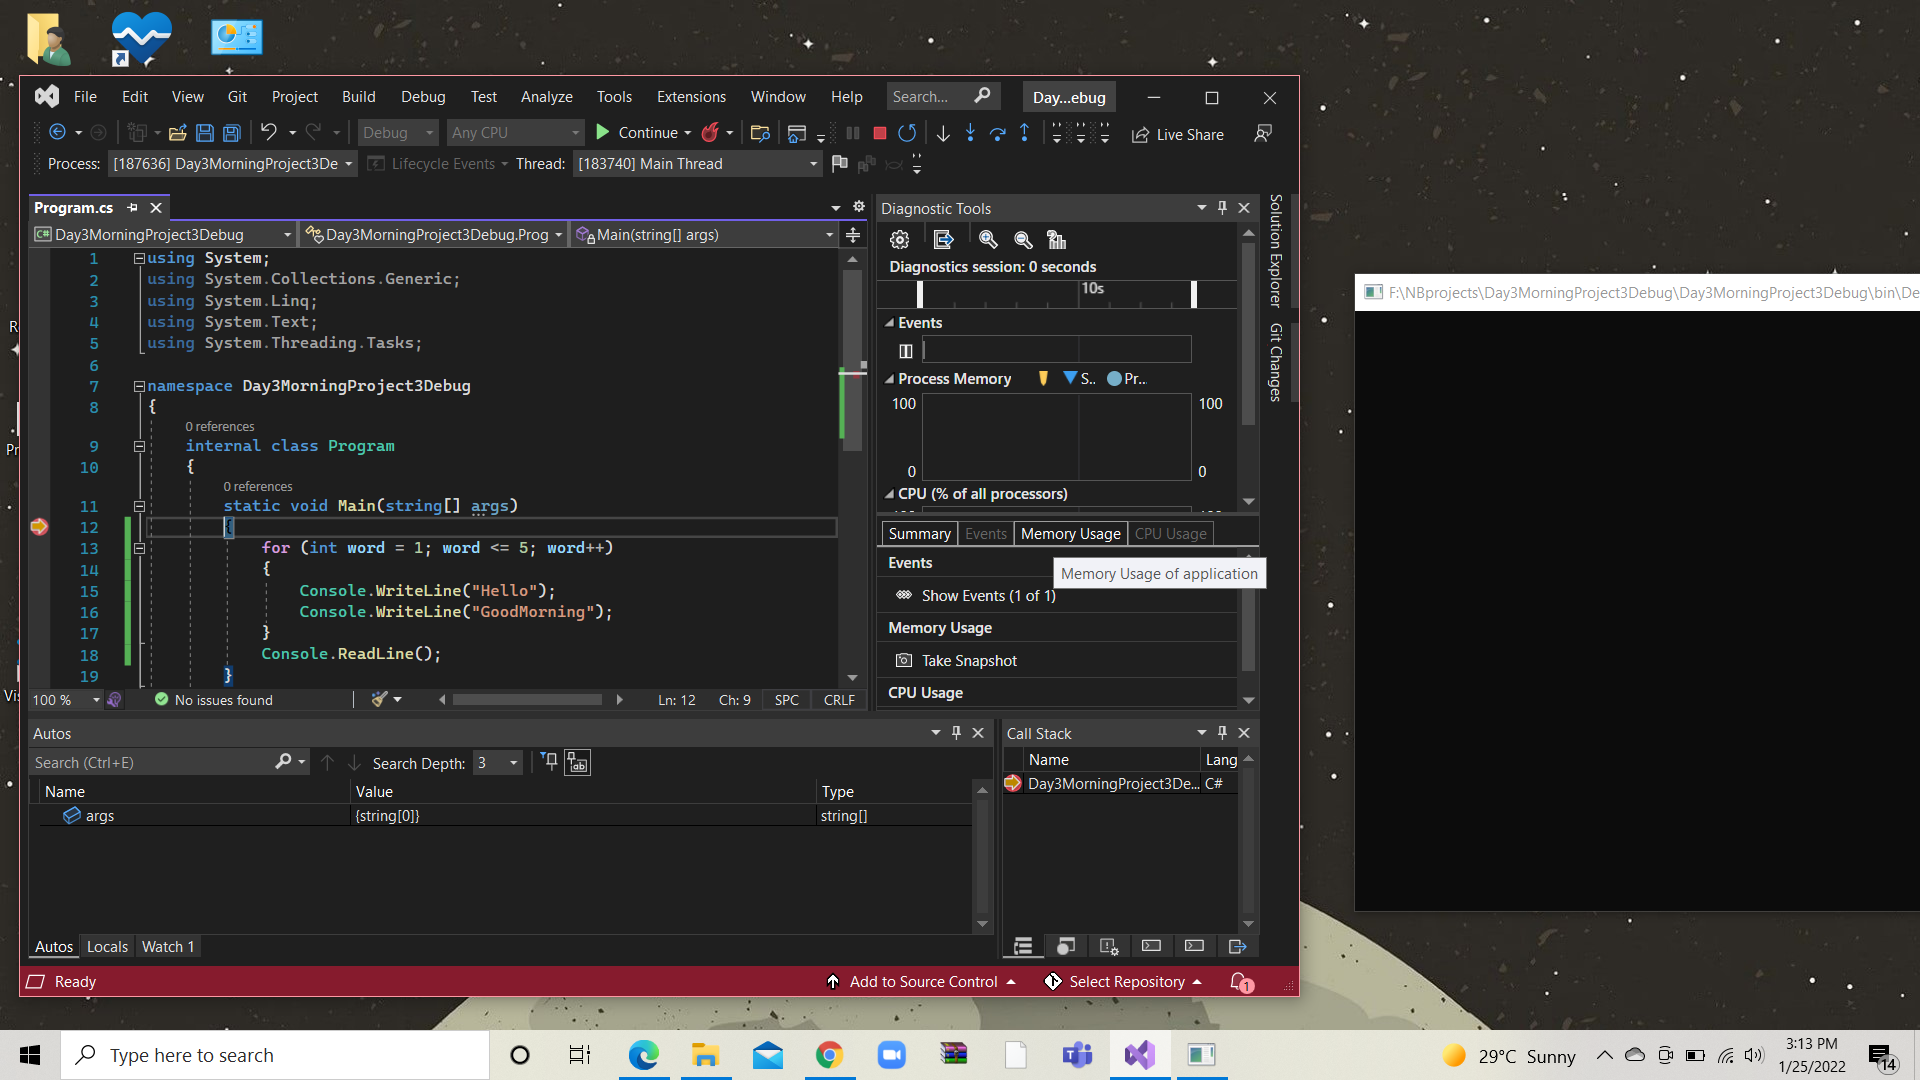 File Edit View Git Project Build Debug Test Analyze Tools Extensions Window Help Search... Day...ebug
Debug Any CPU Continue Live Share
Process: [187636] Day3MorningProject3De Lifecycle Events Thread: [183740] Main Thread
Program.cs
C# Day3MorningProject3Debug Day3MorningProject3Debug.Prog Main(string[] args)
1 using System;
2 using System.Collections.Generic;
3 using System.Linq;
4 using System.Text;
5 using System.Threading.Tasks;
6
7 namespace Day3MorningProject3Debug
8 {
0 references
9 internal class Program
10 {
0 references
11 static void Main(string[] args)
12 {
13 for (int word = 1; word <= 5; word++)
14 {
15 Console.WriteLine("Hello");
16 Console.WriteLine("GoodMorning");
17 }
18 Console.ReadLine();
19 }
100 % No issues found Ln: 12 Ch: 9 SPC CRLF
Diagnostic Tools
Diagnostics session: 0 seconds
10s
Events
Process Memory S.. Pr...
100 100
0 0
CPU (% of all processors)
Summary Events Memory Usage CPU Usage
Events
Memory Usage of application
Show Events (1 of 1)
Memory Usage
Take Snapshot
CPU Usage
Solution Explorer
Git Changes
Autos
Search (Ctrl+E) Search Depth: 3
Name Value Type
args {string[0]} string[]
Autos Locals Watch 1
Call Stack
Name Lang
Day3MorningProject3De... C#
Ready Add to Source Control Select Repository 1
F:\NBprojects\Day3MorningProject3Debug\Day3MorningProject3Debug\bin\De
R
Pr
Vis
Type here to search 29°C Sunny 3:13 PM
1/25/2022 14